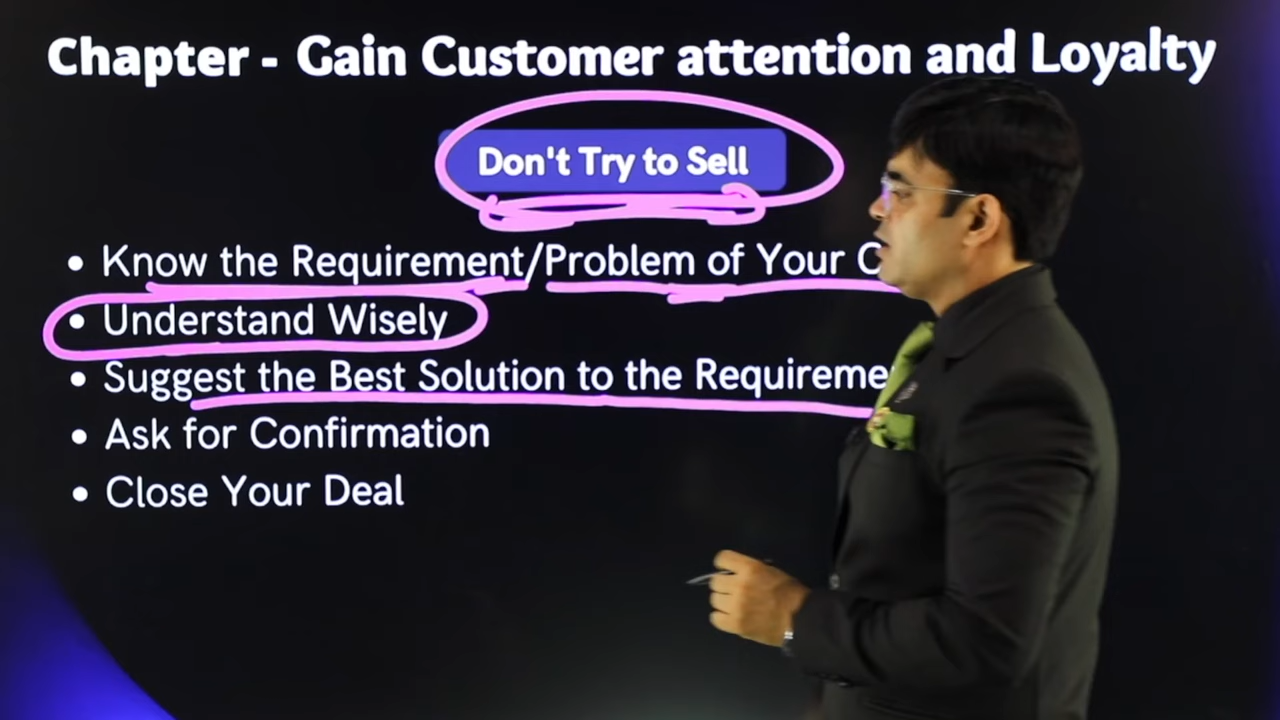 Chapter - Gain Customer attention and Loyalty
Don't Try to Sell
• Know the Requirement/Problem of Your
• Understand Wisely
• Suggest the Best Solution to the
• Ask for Confirmation
• Close Your Deal